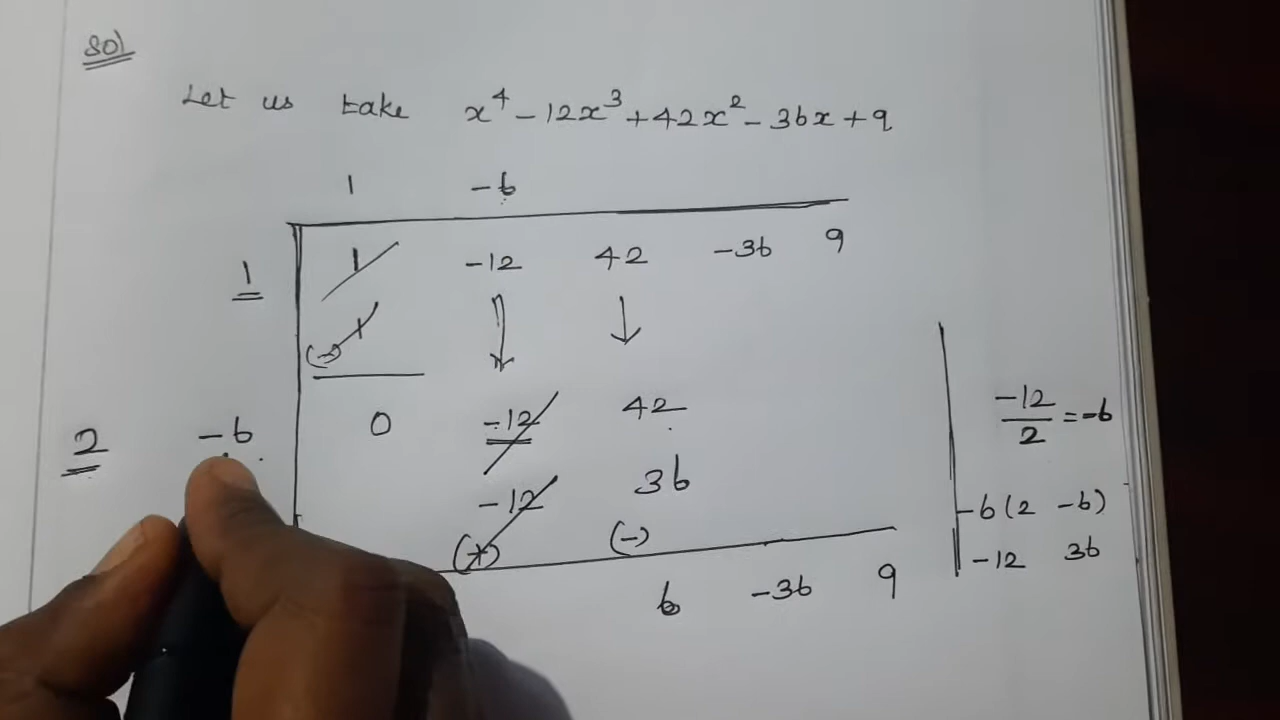 Sol
Let us take x⁴ - 12x³ + 42x² - 36x + 9
1 -6
1 1 -12 42 -36 9
(-) 1
2 -6 0 -12 42
-12 36
(+) (-)
6 -36 9
-12/2 = -6
-6(2 -6)
-12 36